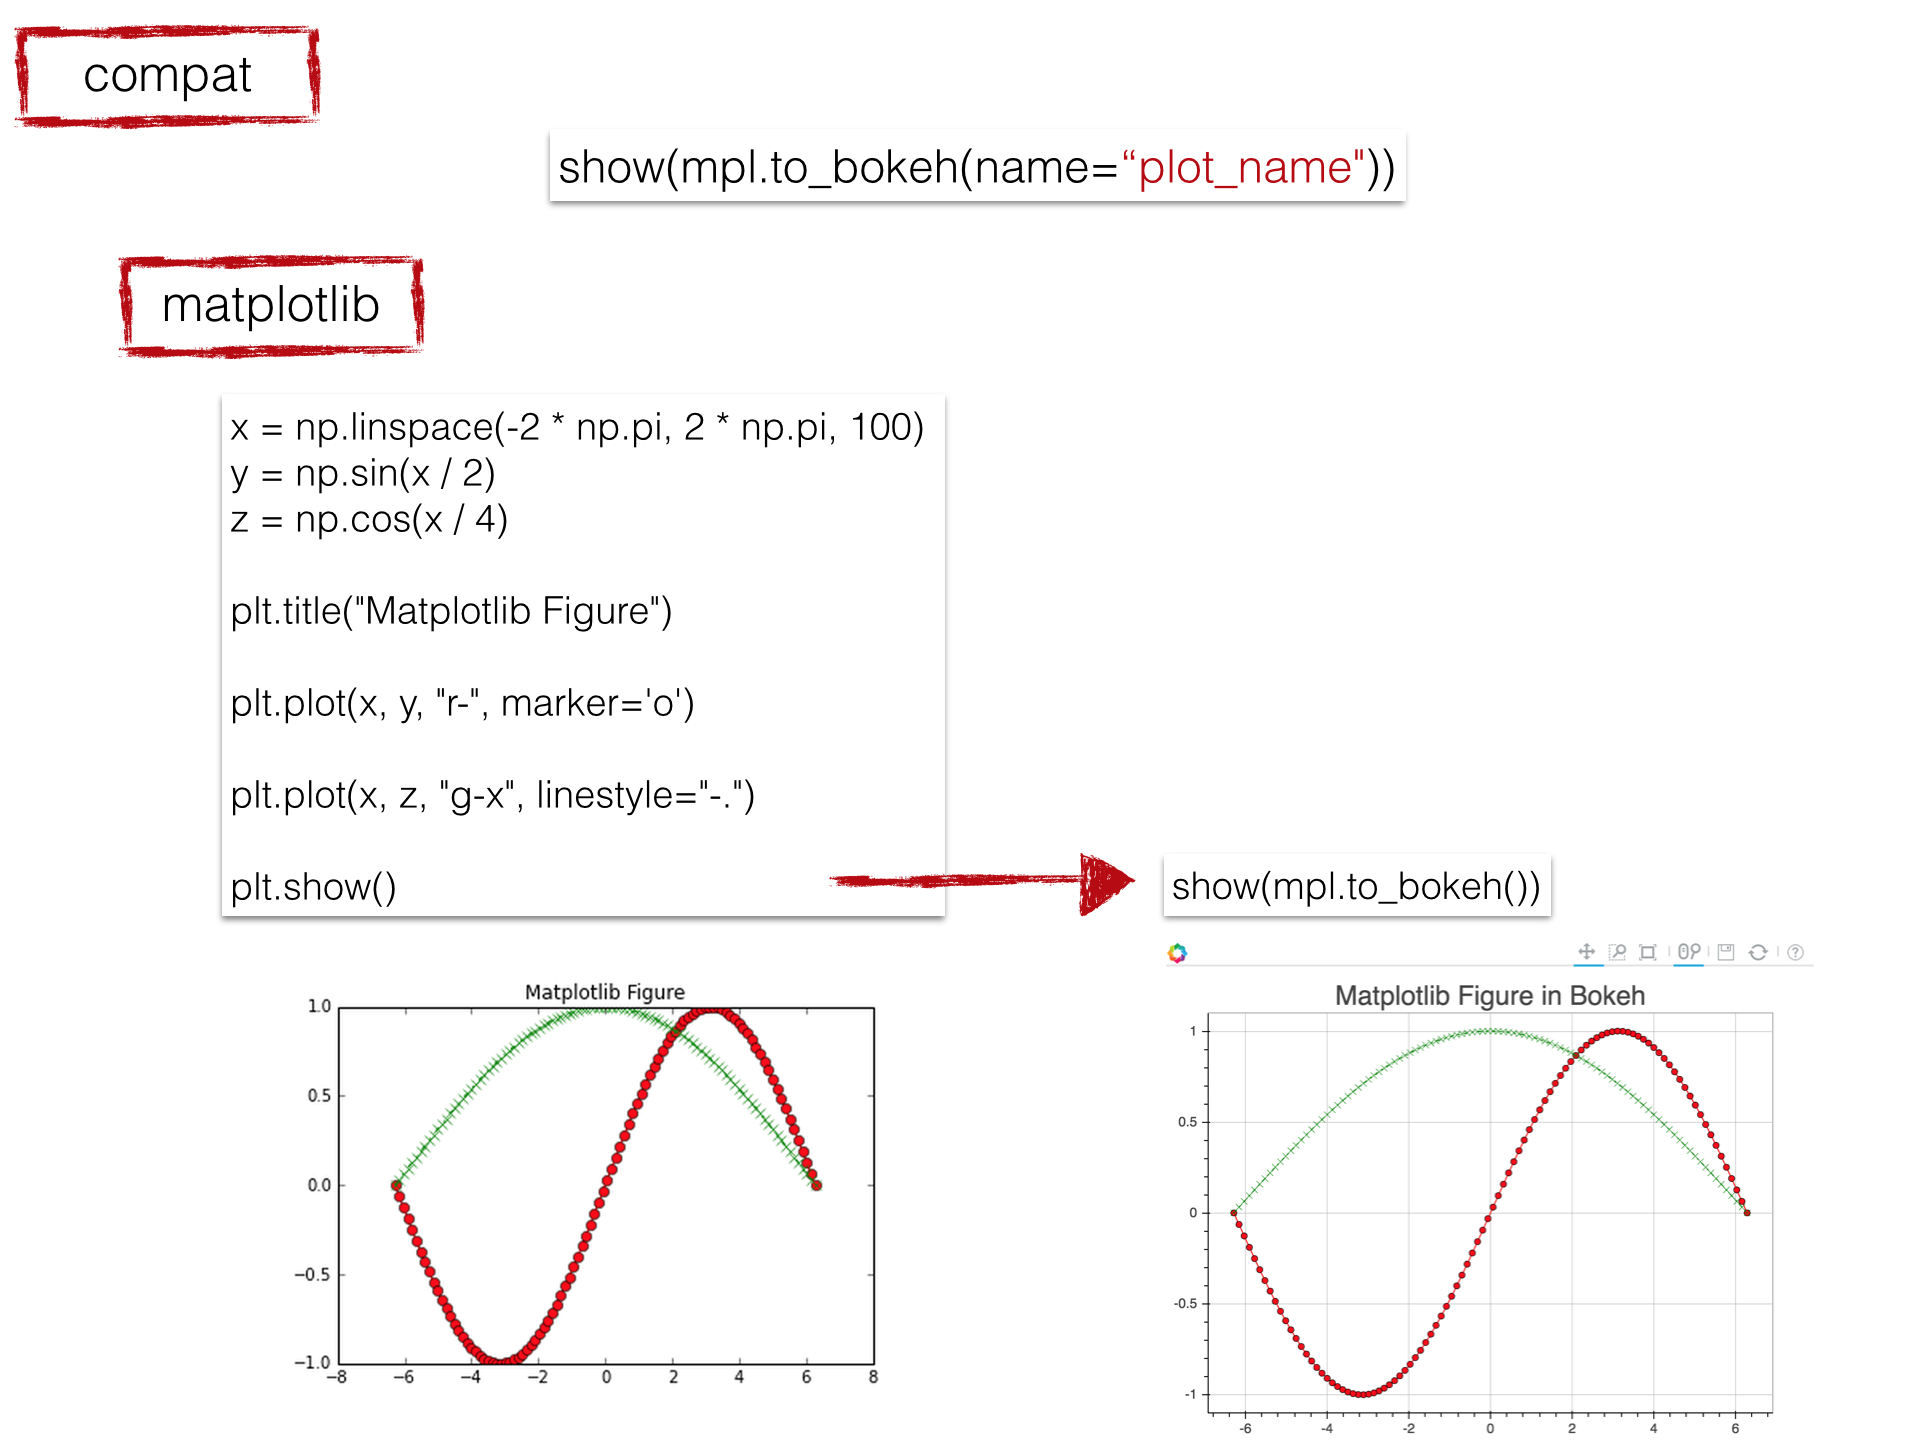 compat
show(mpl.to_bokeh(name=“plot_name"))
matplotlib
x = np.linspace(-2 * np.pi, 2 * np.pi, 100)
y = np.sin(x / 2)
z = np.cos(x / 4)
plt.title("Matplotlib Figure")
plt.plot(x, y, "r-", marker='o')
plt.plot(x, z, "g-x", linestyle="-.")
plt.show()
show(mpl.to_bokeh())
Matplotlib Figure
1.0
0.5
0.0
−0.5
−1.0
−8 −6 −4 −2 0 2 4 6 8
?
Matplotlib Figure in Bokeh
1
0.5
0
-0.5
-1
-6 -4 -2 0 2 4 6